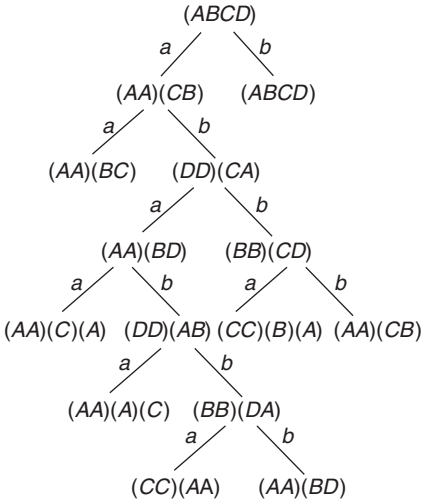 (ABCD)
a b
(AA)(CB) (ABCD)
a b
(AA)(BC) (DD)(CA)
a b
(AA)(BD) (BB)(CD)
a b a b
(AA)(C)(A) (DD)(AB) (CC)(B)(A) (AA)(CB)
a b
(AA)(A)(C) (BB)(DA)
a b
(CC)(AA) (AA)(BD)